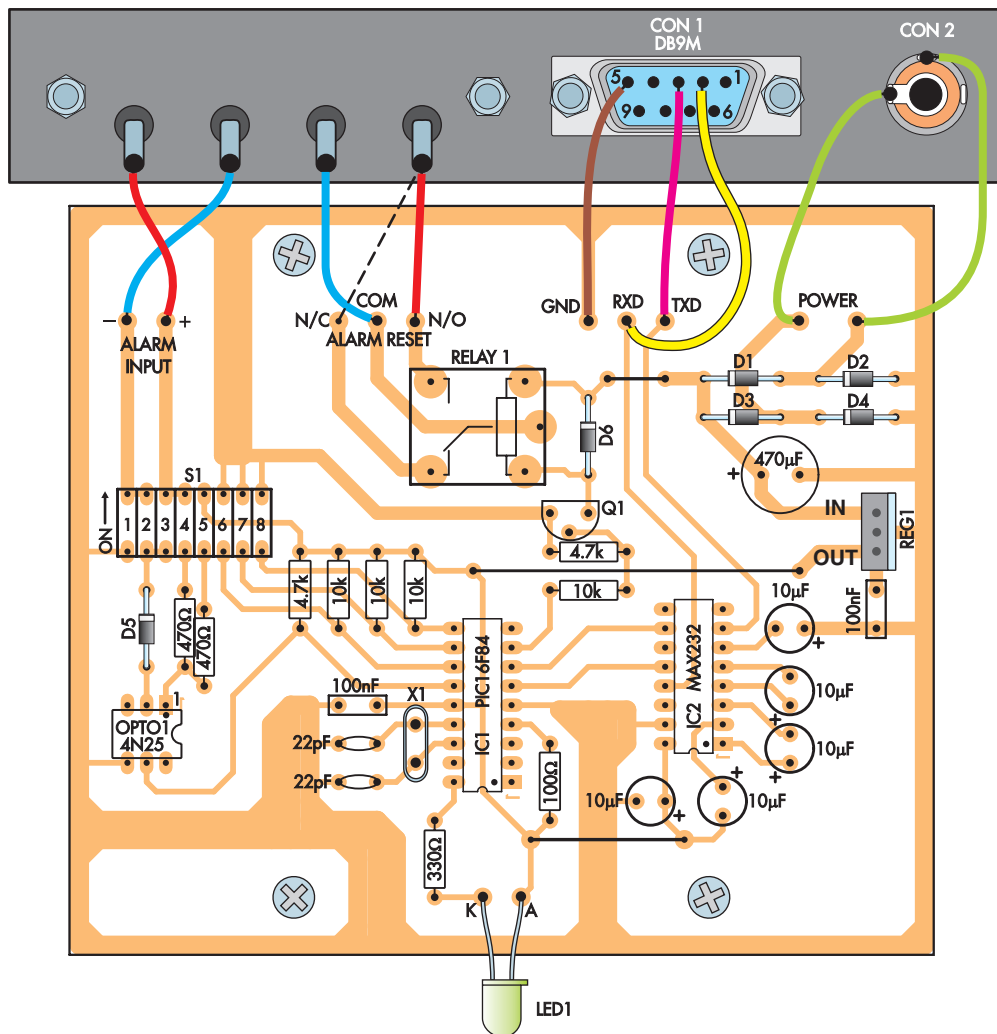 CON 1
DB9M
CON 2
5
1
9
6
GND
RXD
TXD
POWER
–
+
ALARM
INPUT
N/C
COM
N/O
ALARM RESET
RELAY 1
D1
D2
D3
D4
D6
+
470µF
S1
ON
1
2
3
4
5
6
7
8
Q1
IN
OUT
REG1
4.7k
10k
4.7k
10k
10k
10k
10µF
+
100nF
D5
470Ω
470Ω
PIC16F84
IC1
MAX232
IC2
10µF
+
10µF
100nF
X1
1
OPTO1
4N25
22pF
22pF
100Ω
10µF
+
+
10µF
330Ω
1
1
K
A
LED1